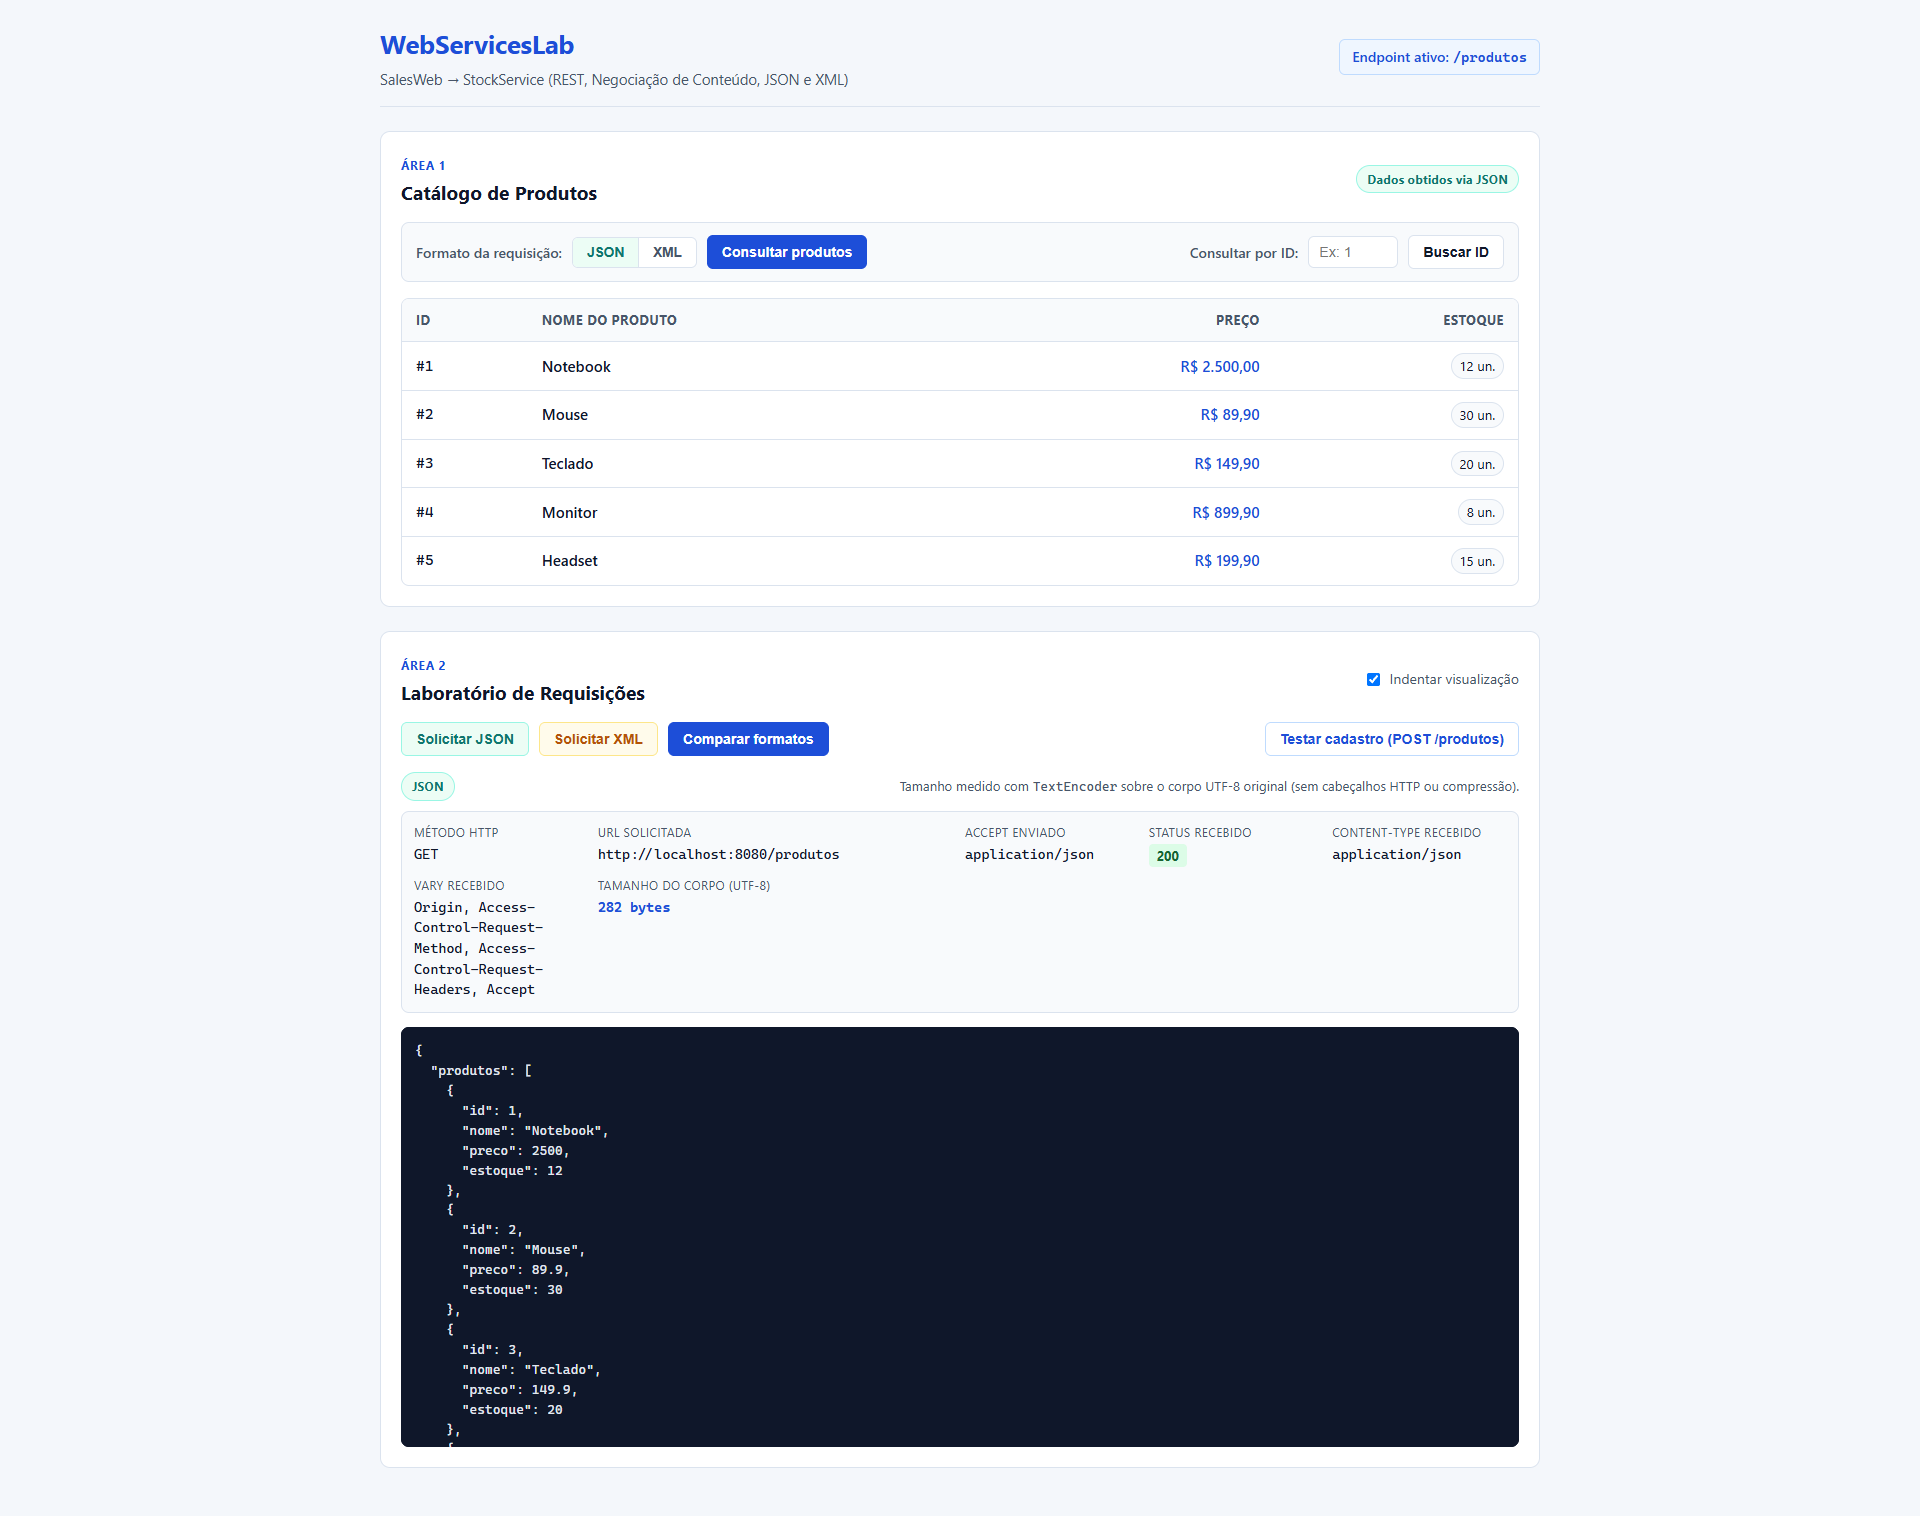 WebServicesLab
SalesWeb → StockService (REST, Negociação de Conteúdo, JSON e XML)
Endpoint ativo: /produtos
ÁREA 1
Catálogo de Produtos
Dados obtidos via JSON
Formato da requisição: JSON XML Consultar produtos Consultar por ID: Ex: 1 Buscar ID
ID NOME DO PRODUTO PREÇO ESTOQUE
#1 Notebook R$ 2.500,00 12 un.
#2 Mouse R$ 89,90 30 un.
#3 Teclado R$ 149,90 20 un.
#4 Monitor R$ 899,90 8 un.
#5 Headset R$ 199,90 15 un.
ÁREA 2
Laboratório de Requisições
Indentar visualização
Solicitar JSON Solicitar XML Comparar formatos Testar cadastro (POST /produtos)
JSON Tamanho medido com TextEncoder sobre o corpo UTF-8 original (sem cabeçalhos HTTP ou compressão).
MÉTODO HTTP URL SOLICITADA ACCEPT ENVIADO STATUS RECEBIDO CONTENT-TYPE RECEBIDO
GET http://localhost:8080/produtos application/json 200 application/json
VARY RECEBIDO TAMANHO DO CORPO (UTF-8)
Origin, Access- 282 bytes
Control-Request-
Method, Access-
Control-Request-
Headers, Accept
{
"produtos": [
{
"id": 1,
"nome": "Notebook",
"preco": 2500,
"estoque": 12
},
{
"id": 2,
"nome": "Mouse",
"preco": 89.9,
"estoque": 30
},
{
"id": 3,
"nome": "Teclado",
"preco": 149.9,
"estoque": 20
},
{